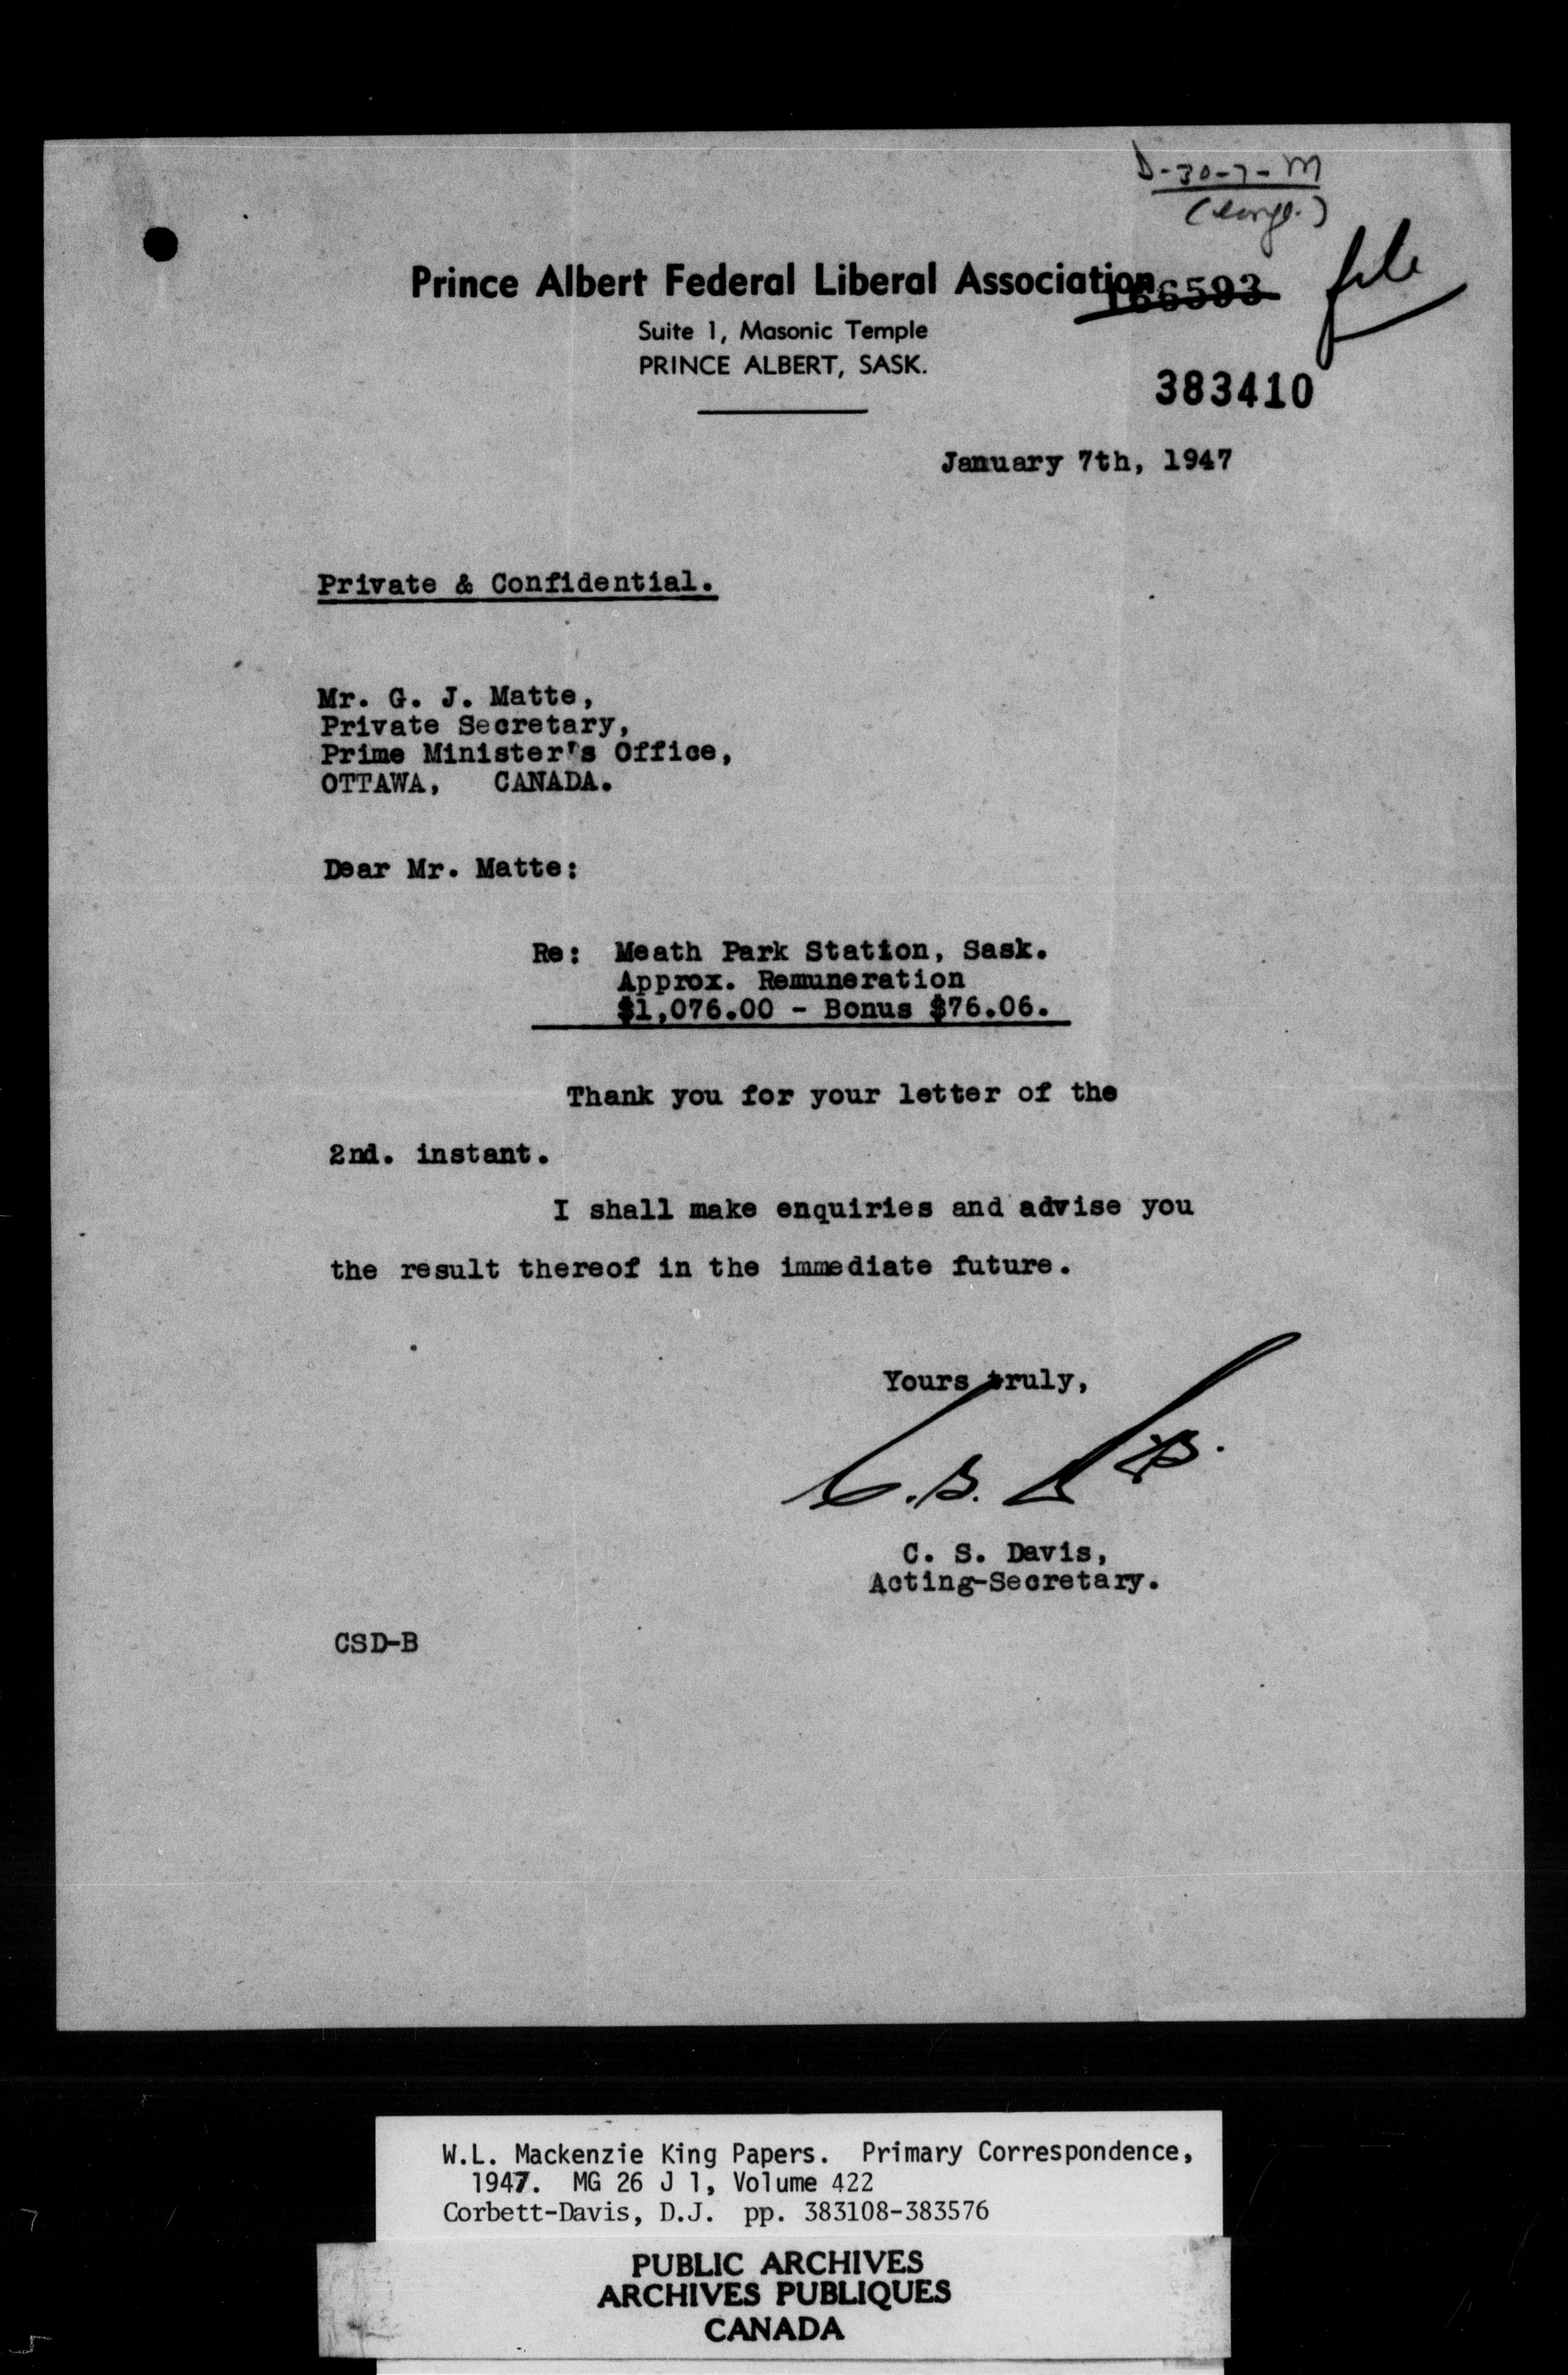 D-30-7-M
file
Prince Albert Federal Liberal Association
166593
Suite 1, Masonic Temple
PRINCE ALBERT, SASK.
383410
January 7th, 1947
Private & Confidential.
Mr. G. J. Matte,
Private Secretary,
Prime Minister's Office,
OTTAWA, CANADA.
Dear Mr. Matte:
Re: Meath Park Station, Sask.
Approx. Remuneration
$1,076.00 - Bonus $76.06.
Thank you for your letter of the
2nd. instant.
I shall make enquiries and advise you
the result thereof in the immediate future.
Yours truly,
C. S. Davis,
Acting-Secretary.
CSD-B
W.L. Mackenzie King Papers. Primary Correspondence,
1947. MG 26 J 1, Volume 422
Corbett-Davis, D.J. pp. 383108-383576
PUBLIC ARCHIVES
ARCHIVES PUBLIQUES
CANADA